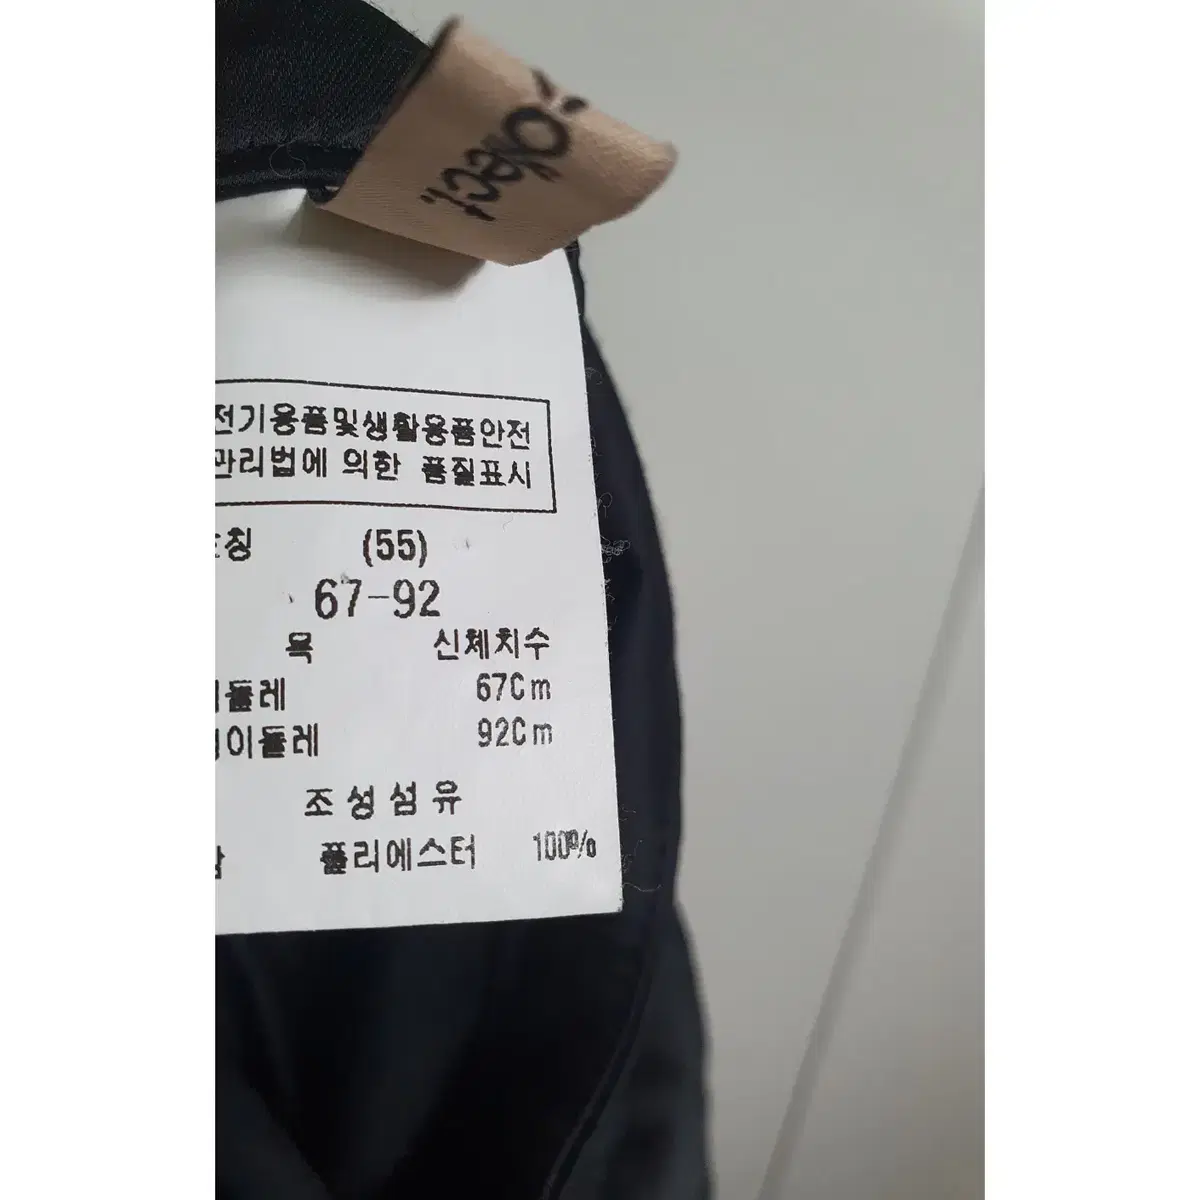 Olject.
전기용품및생활용품안전
관리법에 의한 품질표시
호칭 (55)
67-92
목 신체치수
둘레 67Cm
이둘레 92Cm
조성섬유
폴리에스터 100%